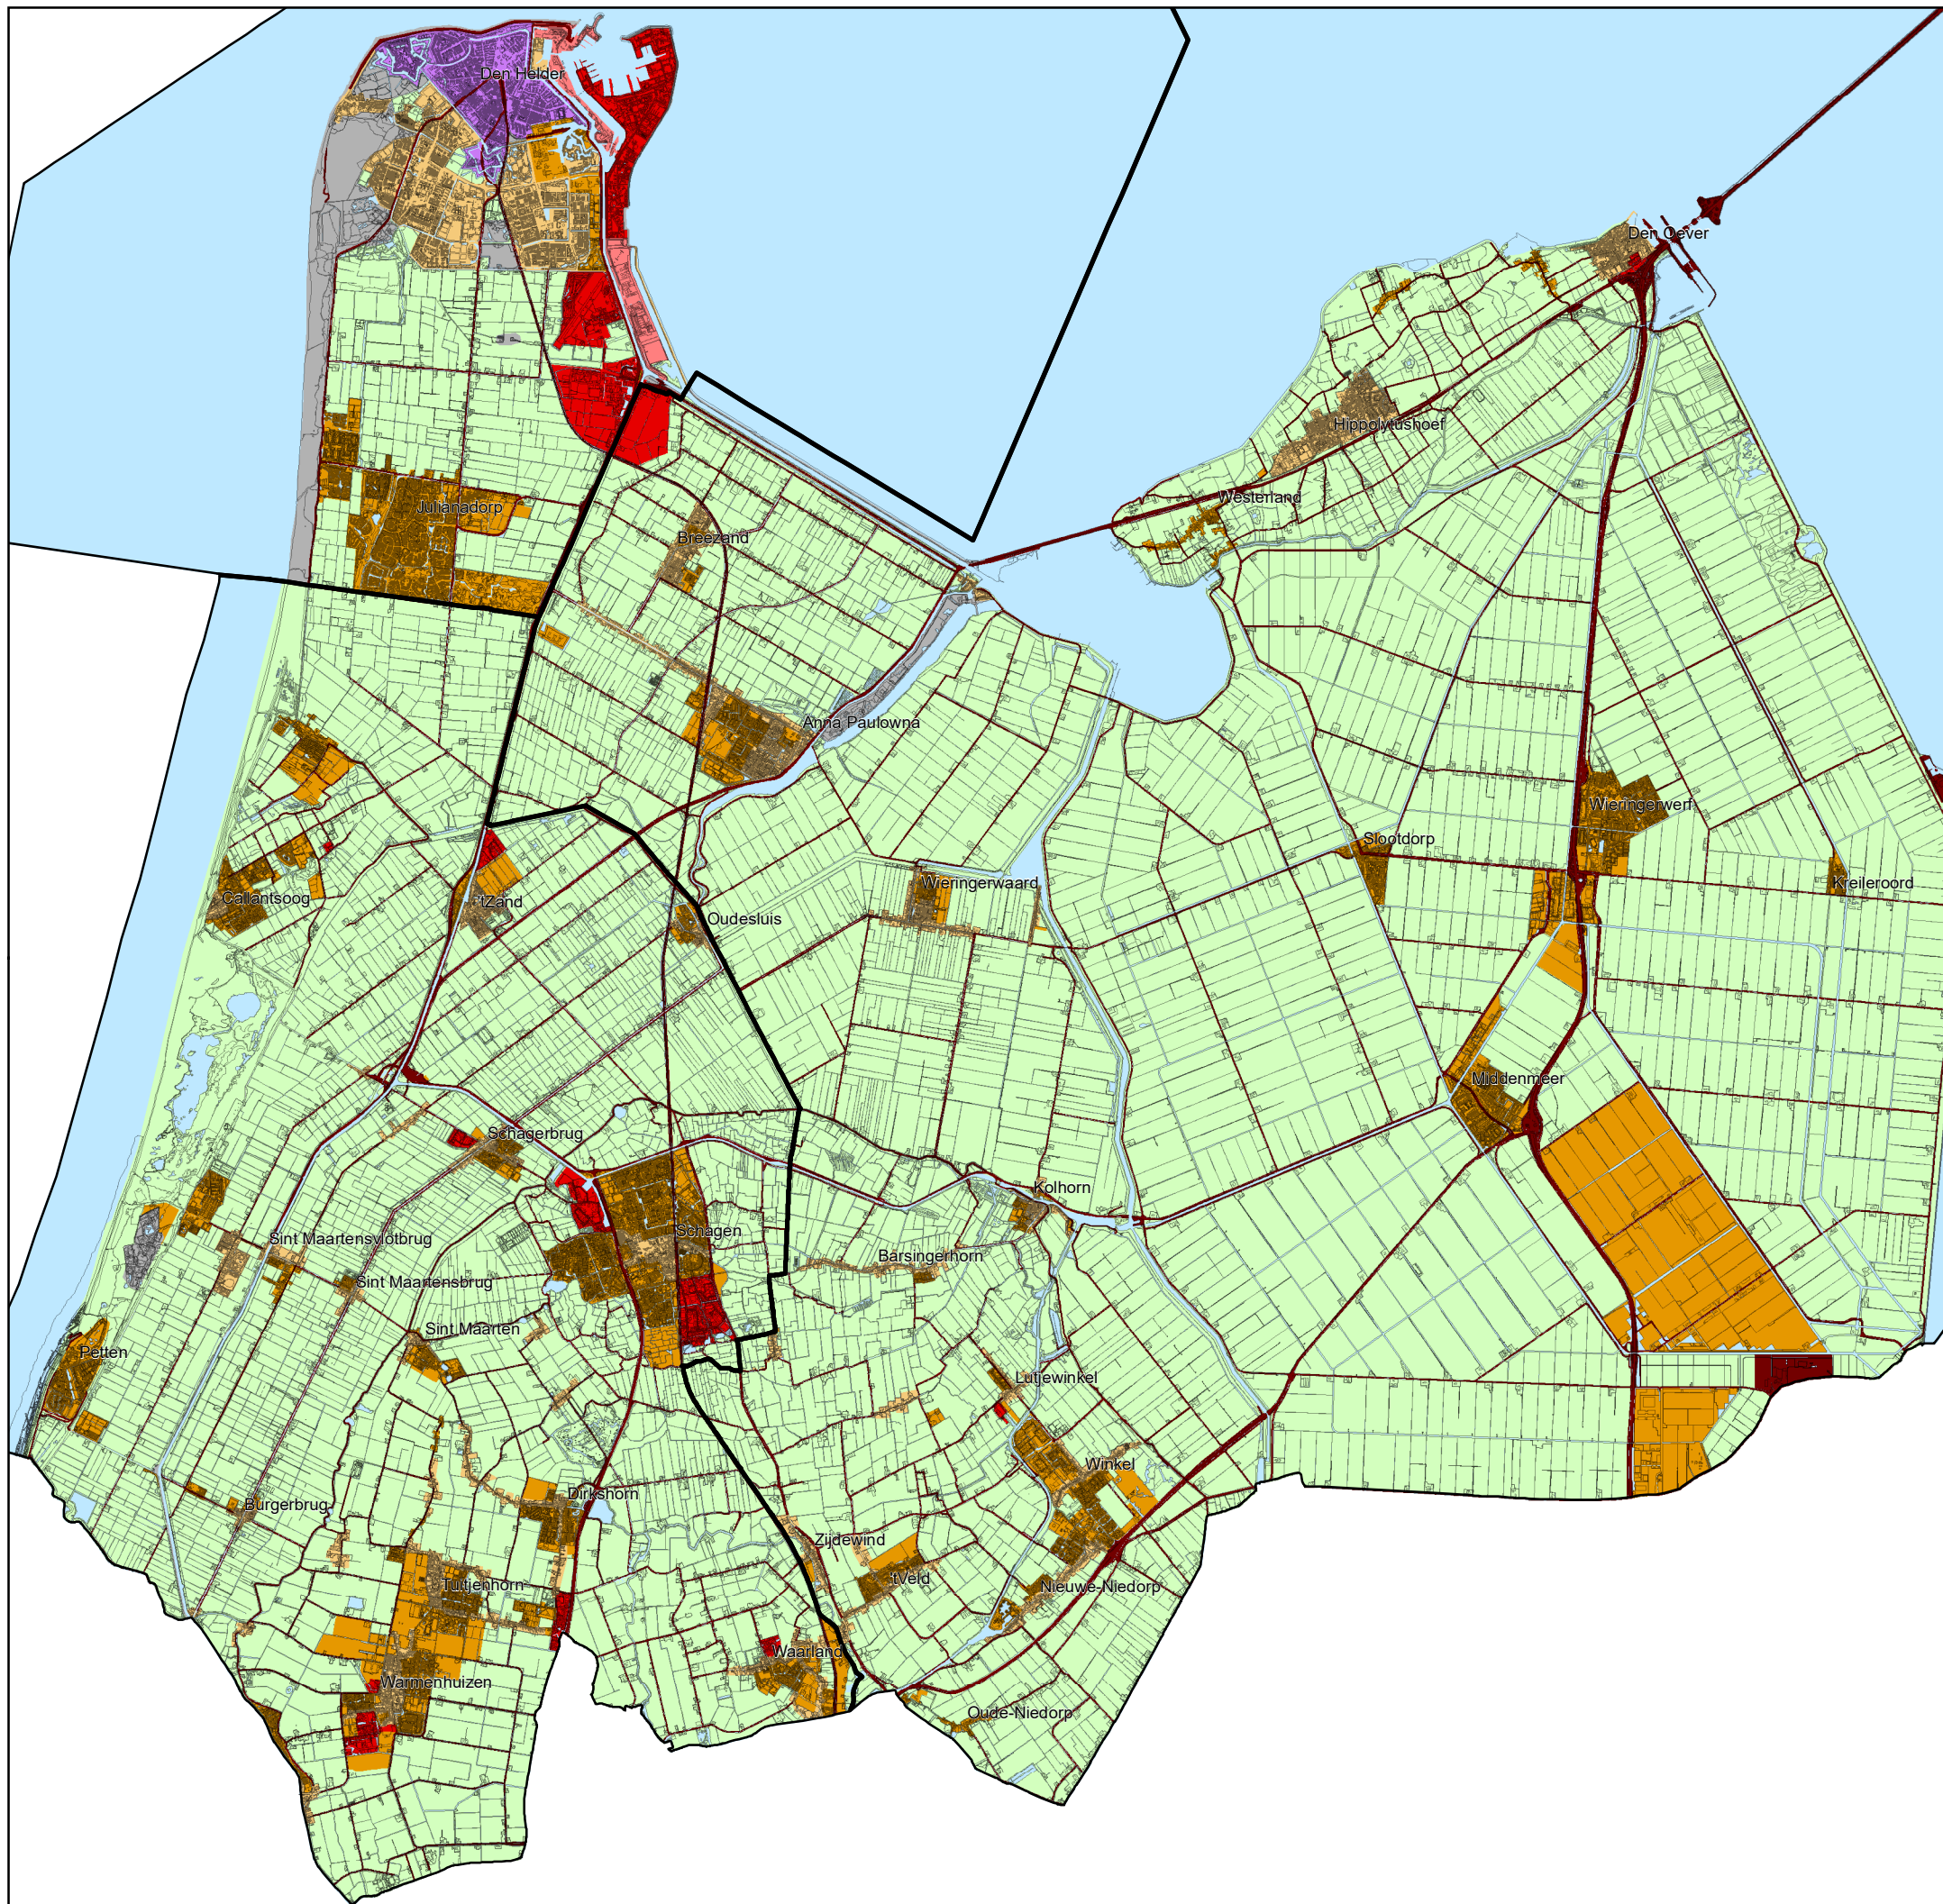 Den Helder
Den Oever
Hippolytushoef
Westerland
Julianadorp
Breezand
Anna Paulowna
Wieringerwerf
Slootdorp
Kreileroord
Wieringerwaard
Callantsoog
'tZand
Oudesluis
Middenmeer
Schagerbrug
Kolhorn
Schagen
Sint Maartensvlotbrug
Barsingerhorn
Sint Maartensbrug
Sint Maarten
Petten
Lutjewinkel
Winkel
Dirkshorn
Burgerbrug
Zijdewind
'tVeld
Tuitjenhorn
Nieuwe-Niedorp
Waarland
Warmenhuizen
Oude-Niedorp